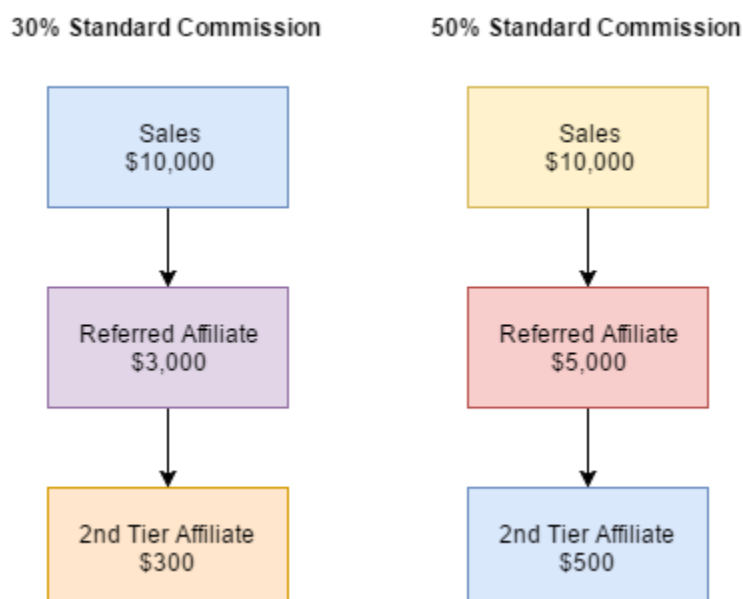 30% Standard Commission
Sales
$10,000
Referred Affiliate
$3,000
2nd Tier Affiliate
$300
50% Standard Commission
Sales
$10,000
Referred Affiliate
$5,000
2nd Tier Affiliate
$500